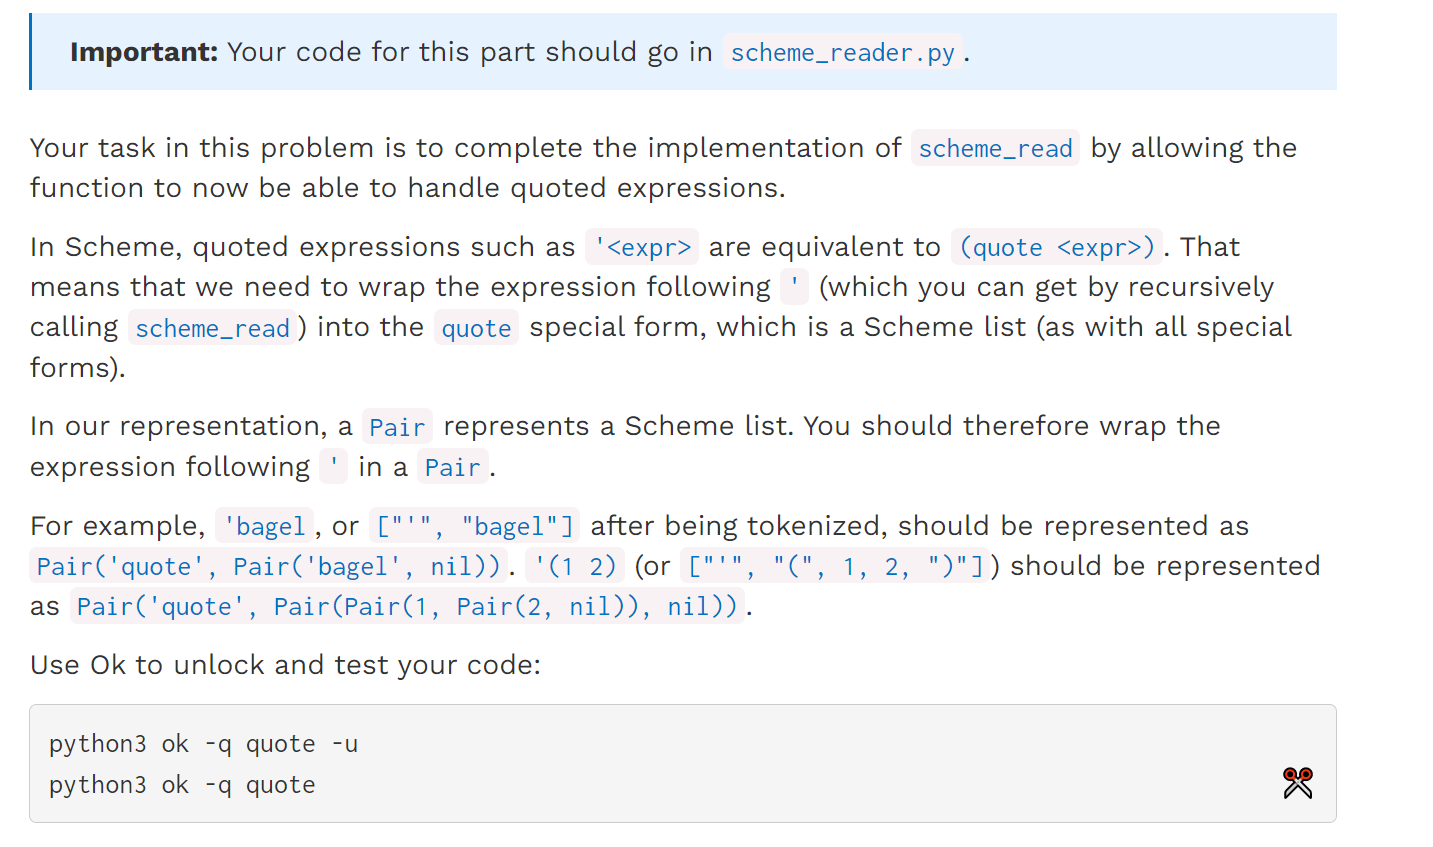 Important: Your code for this part should go in scheme_reader.py.
Your task in this problem is to complete the implementation of scheme_read by allowing the
function to now be able to handle quoted expressions.
In Scheme, quoted expressions such as '<expr> are equivalent to (quote <expr>). That
means that we need to wrap the expression following ' (which you can get by recursively
calling scheme_read) into the quote special form, which is a Scheme list (as with all special
forms).
In our representation, a Pair represents a Scheme list. You should therefore wrap the
expression following ' in a Pair.
For example, 'bagel, or ["'", "bagel"] after being tokenized, should be represented as
Pair('quote', Pair('bagel', nil)). '(1 2) (or ["'", "(", 1, 2, ")"]) should be represented
as Pair('quote', Pair(Pair(1, Pair(2, nil)), nil)).
Use Ok to unlock and test your code:
python3 ok -q quote -u
python3 ok -q quote